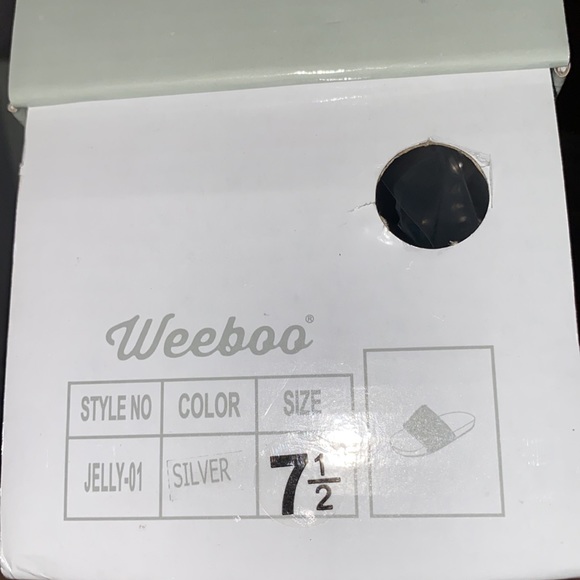 Weeboo®
STYLE NO COLOR SIZE
JELLY-01 SILVER 7 1/2